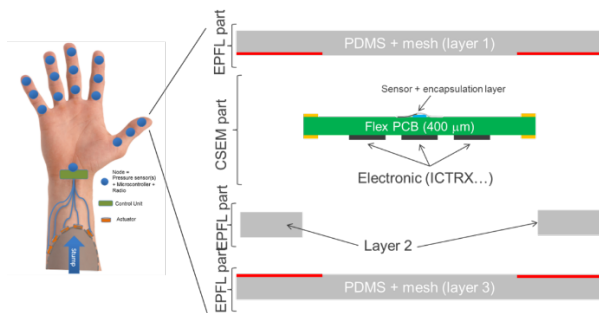 Node =
Pressure sensor(s)
+ Microcontroller +
Radio
Control Unit
Actuator
Stump
EPFL part
PDMS + mesh (layer 1)
CSEM part
Sensor + encapsulation layer
Flex PCB (400 µm)
Electronic (ICTRX…)
EPFL part
Layer 2
EPFL part
PDMS + mesh (layer 3)